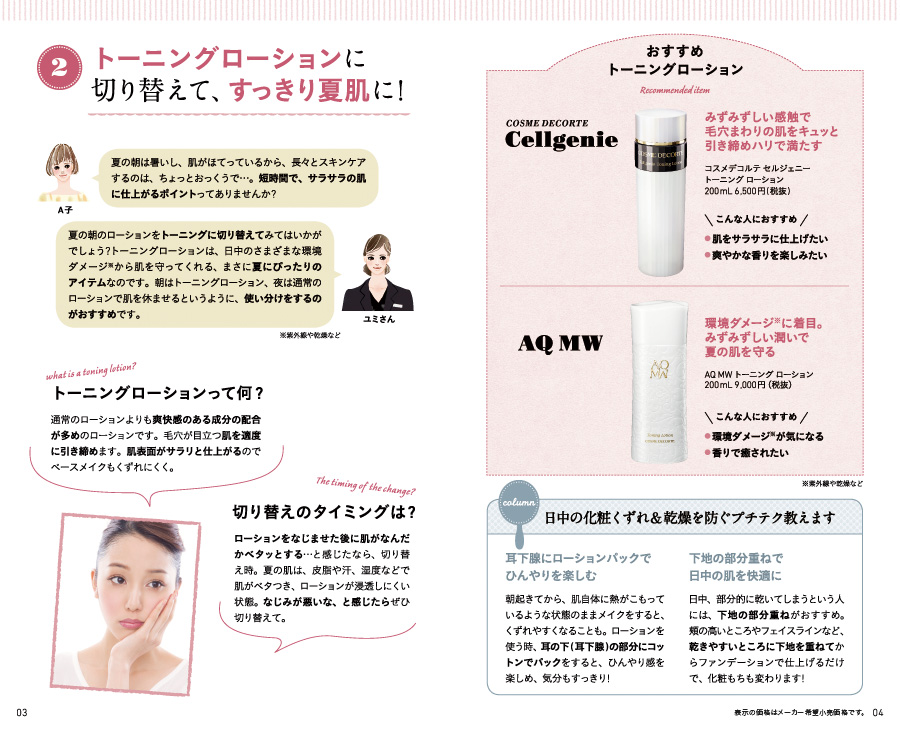 2
トーニングローションに
切り替えて、すっきり夏肌に!
夏の朝は暑いし、肌がほてっているから、長々とスキンケア
するのは、ちょっとおっくうで…。短時間で、サラサラの肌
に仕上がるポイントってありませんか?
A子
夏の朝のローションをトーニングに切り替えてみてはいかが
でしょう?トーニングローションは、日中のさまざまな環境
ダメージ※から肌を守ってくれる、まさに夏にぴったりの
アイテムなのです。朝はトーニングローション、夜は通常の
ローションで肌を休ませるというように、使い分けをするの
がおすすめです。
ユミさん
※紫外線や乾燥など
what is a toning lotion?
トーニングローションって何?
通常のローションよりも爽快感のある成分の配合
が多めのローションです。毛穴が目立つ肌を適度
に引き締めます。肌表面がサラリと仕上がるので
ベースメイクもくずれにくく。
The timing of the change?
切り替えのタイミングは?
ローションをなじませた後に肌がなんだ
かベタッとする…と感じたなら、切り替
え時。夏の肌は、皮脂や汗、湿度などで
肌がベタつき、ローションが浸透しにくい
状態。なじみが悪いな、と感じたらぜひ
切り替えて。
03
おすすめ
トーニングローション
Recommended item
COSME DECORTE
Cellgenie
COSME DECORTE
みずみずしい感触で
毛穴まわりの肌をキュッと
引き締めハリで満たす
コスメデコルテ セルジェニー
トーニング ローション
200mL 6,500円(税抜)
\ こんな人におすすめ /
●肌をサラサラに仕上げたい
●爽やかな香りを楽しみたい
AQ MW
AQ
MW
環境ダメージ※に着目。
みずみずしい潤いで
夏の肌を守る
AQ MW トーニング ローション
200mL 9,000円(税抜)
\ こんな人におすすめ /
●環境ダメージ※が気になる
●香りで癒されたい
※紫外線や乾燥など
column
日中の化粧くずれ&乾燥を防ぐプチテク教えます
耳下腺にローションパックで
ひんやりを楽しむ
朝起きてから、肌自体に熱がこもって
いるような状態のままメイクをすると、
くずれやすくなることも。ローションを
使う時、耳の下(耳下腺)の部分にコッ
トンでパックをすると、ひんやり感を
楽しめ、気分もすっきり!
下地の部分重ねで
日中の肌を快適に
日中、部分的に乾いてしまうという人
には、下地の部分重ねがおすすめ。
頬の高いところやフェイスラインなど、
乾きやすいところに下地を重ねてか
らファンデーションで仕上げるだけ
で、化粧もちも変わります!
表示の価格はメーカー希望小売価格です。 04